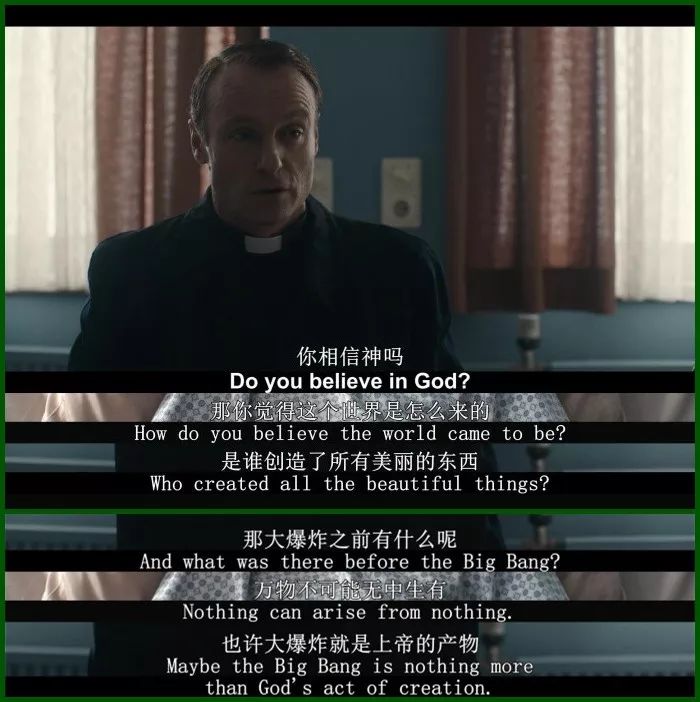 你相信神吗
Do you believe in God?
那你觉得这个世界是怎么来的
How do you believe the world came to be?
是谁创造了所有美丽的东西
Who created all the beautiful things?
那大爆炸之前有什么呢
And what was there before the Big Bang?
万物不可能无中生有
Nothing can arise from nothing.
也许大爆炸就是上帝的产物
Maybe the Big Bang is nothing more
than God's act of creation.